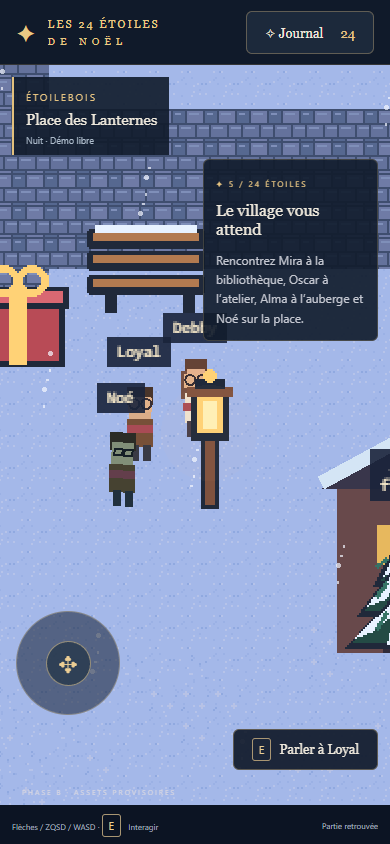 LES 24 ÉTOILES
DE NOËL
✧ Journal 24
ÉTOILEBOIS
Place des Lanternes
Nuit · Démo libre
✦ 5 / 24 ÉTOILES
Le village vous
attend
Rencontrez Mira à la
bibliothèque, Oscar à
l'atelier, Alma à l'auberge et
Noé sur la place.
Debby
Loyal
Noé
E Parler à Loyal
PHASE 8 · ASSETS PROVISOIRES
Flèches / ZQSD / WASD · E Interagir
Partie retrouvée